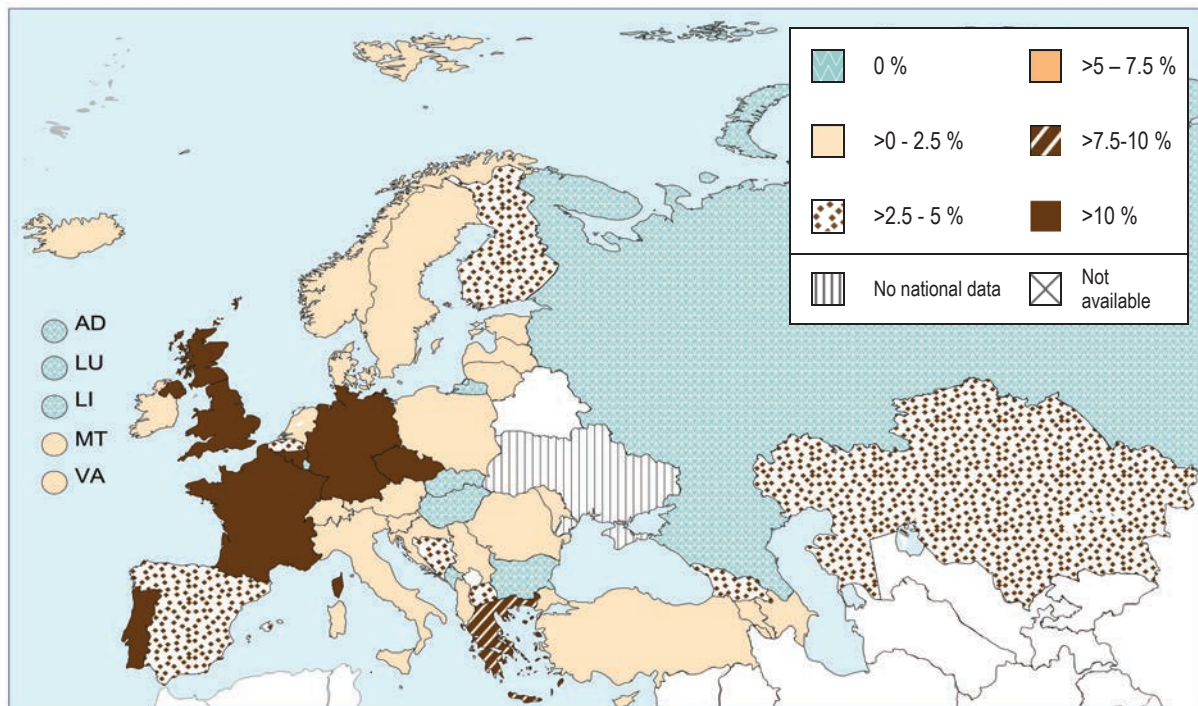 0 %
>5 – 7.5 %
>0 - 2.5 %
>7.5-10 %
>2.5 - 5 %
>10 %
No national data
Not
available
AD
LU
LI
MT
VA